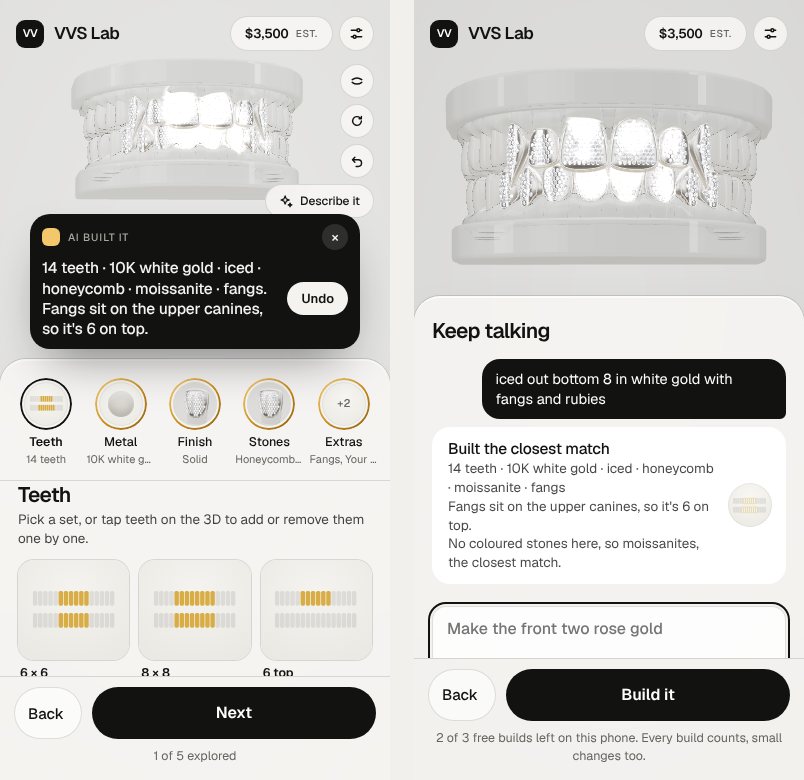 VV VVS Lab $3,500 EST.
Describe it
AI BUILT IT
14 teeth · 10K white gold · iced ·
honeycomb · moissanite · fangs.
Fangs sit on the upper canines,
so it's 6 on top.
Undo
Teeth Metal Finish Stones +2 Extras
14 teeth 10K white g... Solid Honeycomb... Fangs, Your ...
Teeth
Pick a set, or tap teeth on the 3D to add or remove them
one by one.
6 × 6 8 × 8 6 top
Back Next
1 of 5 explored
VV VVS Lab $3,500 EST.
Keep talking
iced out bottom 8 in white gold with
fangs and rubies
Built the closest match
14 teeth · 10K white gold · iced · honeycomb
· moissanite · fangs
Fangs sit on the upper canines, so it's 6 on
top.
No coloured stones here, so moissanites,
the closest match.
Make the front two rose gold
Back Build it
2 of 3 free builds left on this phone. Every build counts, small
changes too.